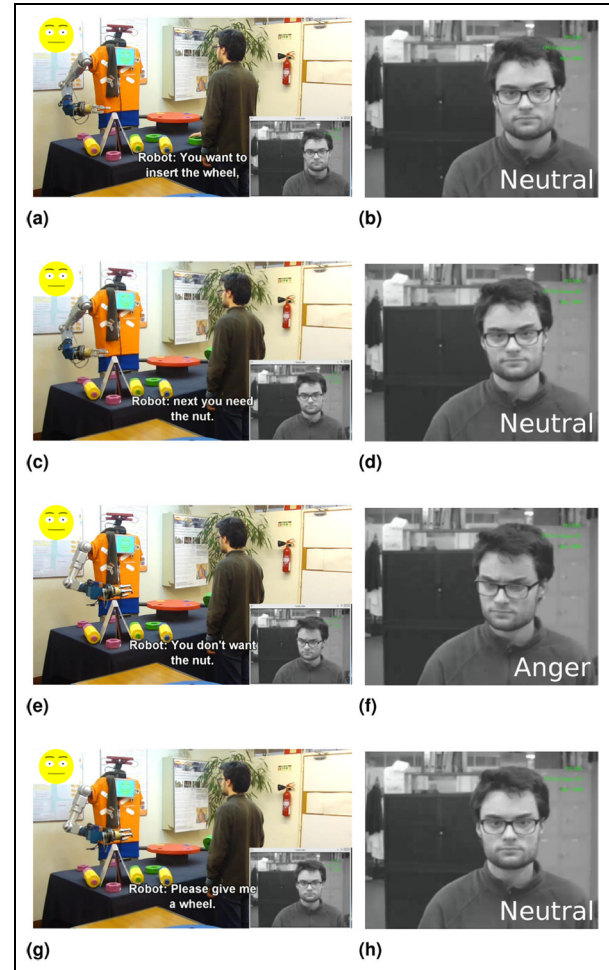 Robot: You want to
insert the wheel,
Neutral
(a)
(b)
Robot: next you need
the nut.
Neutral
(c)
(d)
Robot: You don't want
the nut.
Anger
(e)
(f)
Robot: Please give me
a wheel.
Neutral
(g)
(h)